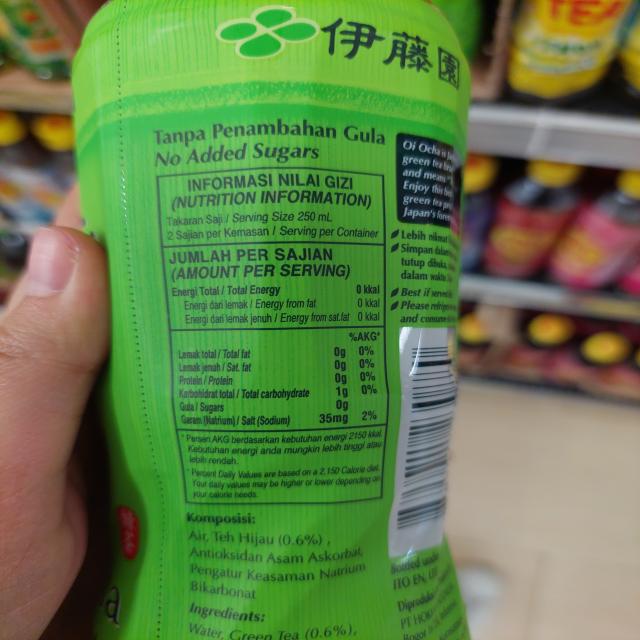 伊藤園
TEA
Tanpa Penambahan Gula
No Added Sugars
INFORMASI NILAI GIZI
(NUTRITION INFORMATION)
Takaran Saji / Serving Size 250 mL
2 Sajian per Kemasan / Serving per Container
JUMLAH PER SAJIAN
(AMOUNT PER SERVING)
Energi Total / Total Energy 0 kkal
Energi dari lemak / Energy from fat 0 kkal
Energi dari lemak jenuh / Energy from sat.fat 0 kkal
%AKG*
Lemak total / Total fat 0g 0%
Lemak jenuh / Sat. fat 0g 0%
Protein / Protein 0g 0%
Karbohidrat total / Total carbohydrate 1g 0%
Gula / Sugars 0g
Garam (Natrium) / Salt (Sodium) 35mg 2%
* Persen AKG berdasarkan kebutuhan energi 2150 kkal.
Kebutuhan energi anda mungkin lebih tinggi atau
lebih rendah.
* Percent Daily Values are based on a 2,150 Calorie diet.
Your daily values may be higher or lower depending on
your calorie needs.
Komposisi:
Air, Teh Hijau (0.6%),
Antioksidan Asam Askorbat,
Pengatur Keasaman Natrium
Bikarbonat
Ingredients:
Water, Green Tea (0.6%),
Oi Ocha
green tea
and
Enjoy this
green tea
Japan's
Lebih nikmat
Simpan dalam
tutup dibuka,
dalam waktu
Best if served
Please
and consume
Bottled under
ITO EN,
PT